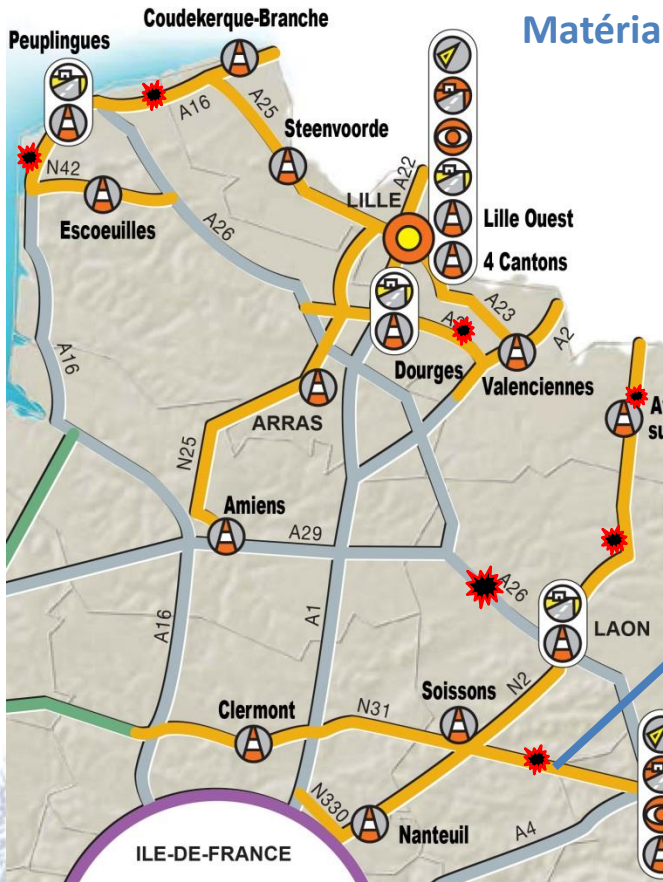 Matéria
Coudekerque-Branche
Peuplingues
A16
A25
Steenvoorde
A22
N42
LILLE
Escoeuilles
A26
Lille Ouest
4 Cantons
A23
A2
A16
Dourges
Valenciennes
ARRAS
N25
Amiens
A29
A26
LAON
A16
A1
Soissons
N2
Clermont
N31
N330
Nanteuil
A4
ILE-DE-FRANCE